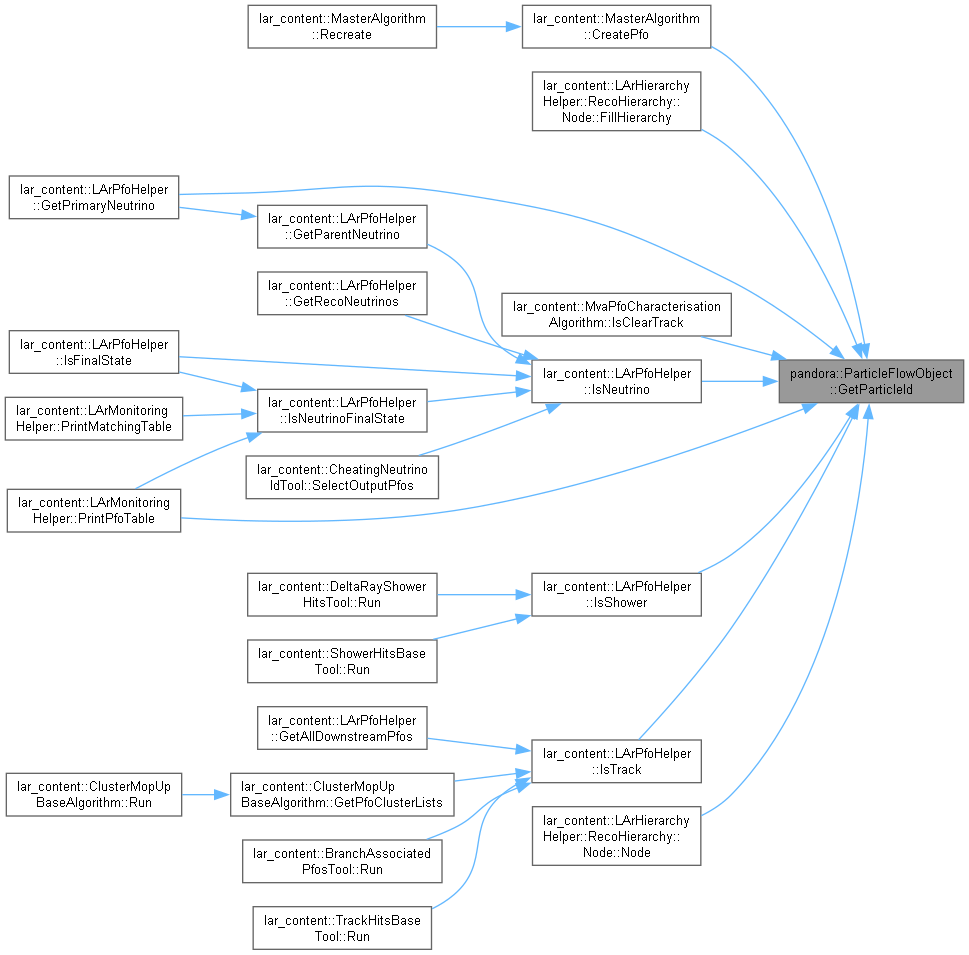 lar_content::MasterAlgorithm
::Recreate
lar_content::MasterAlgorithm
::CreatePfo
lar_content::LArHierarchy
Helper::RecoHierarchy::
Node::FillHierarchy
lar_content::LArPfoHelper
::GetPrimaryNeutrino
lar_content::LArPfoHelper
::GetParentNeutrino
lar_content::LArPfoHelper
::GetRecoNeutrinos
lar_content::MvaPfoCharacterisation
Algorithm::IsClearTrack
lar_content::LArPfoHelper
::IsFinalState
lar_content::LArPfoHelper
::IsNeutrino
pandora::ParticleFlowObject
::GetParticleId
lar_content::LArMonitoring
Helper::PrintMatchingTable
lar_content::LArPfoHelper
::IsNeutrinoFinalState
lar_content::CheatingNeutrino
IdTool::SelectOutputPfos
lar_content::LArMonitoring
Helper::PrintPfoTable
lar_content::DeltaRayShower
HitsTool::Run
lar_content::LArPfoHelper
::IsShower
lar_content::ShowerHitsBase
Tool::Run
lar_content::LArPfoHelper
::GetAllDownstreamPfos
lar_content::LArPfoHelper
::IsTrack
lar_content::ClusterMopUp
BaseAlgorithm::Run
lar_content::ClusterMopUp
BaseAlgorithm::GetPfoClusterLists
lar_content::LArHierarchy
Helper::RecoHierarchy::
Node::Node
lar_content::BranchAssociated
PfosTool::Run
lar_content::TrackHitsBase
Tool::Run